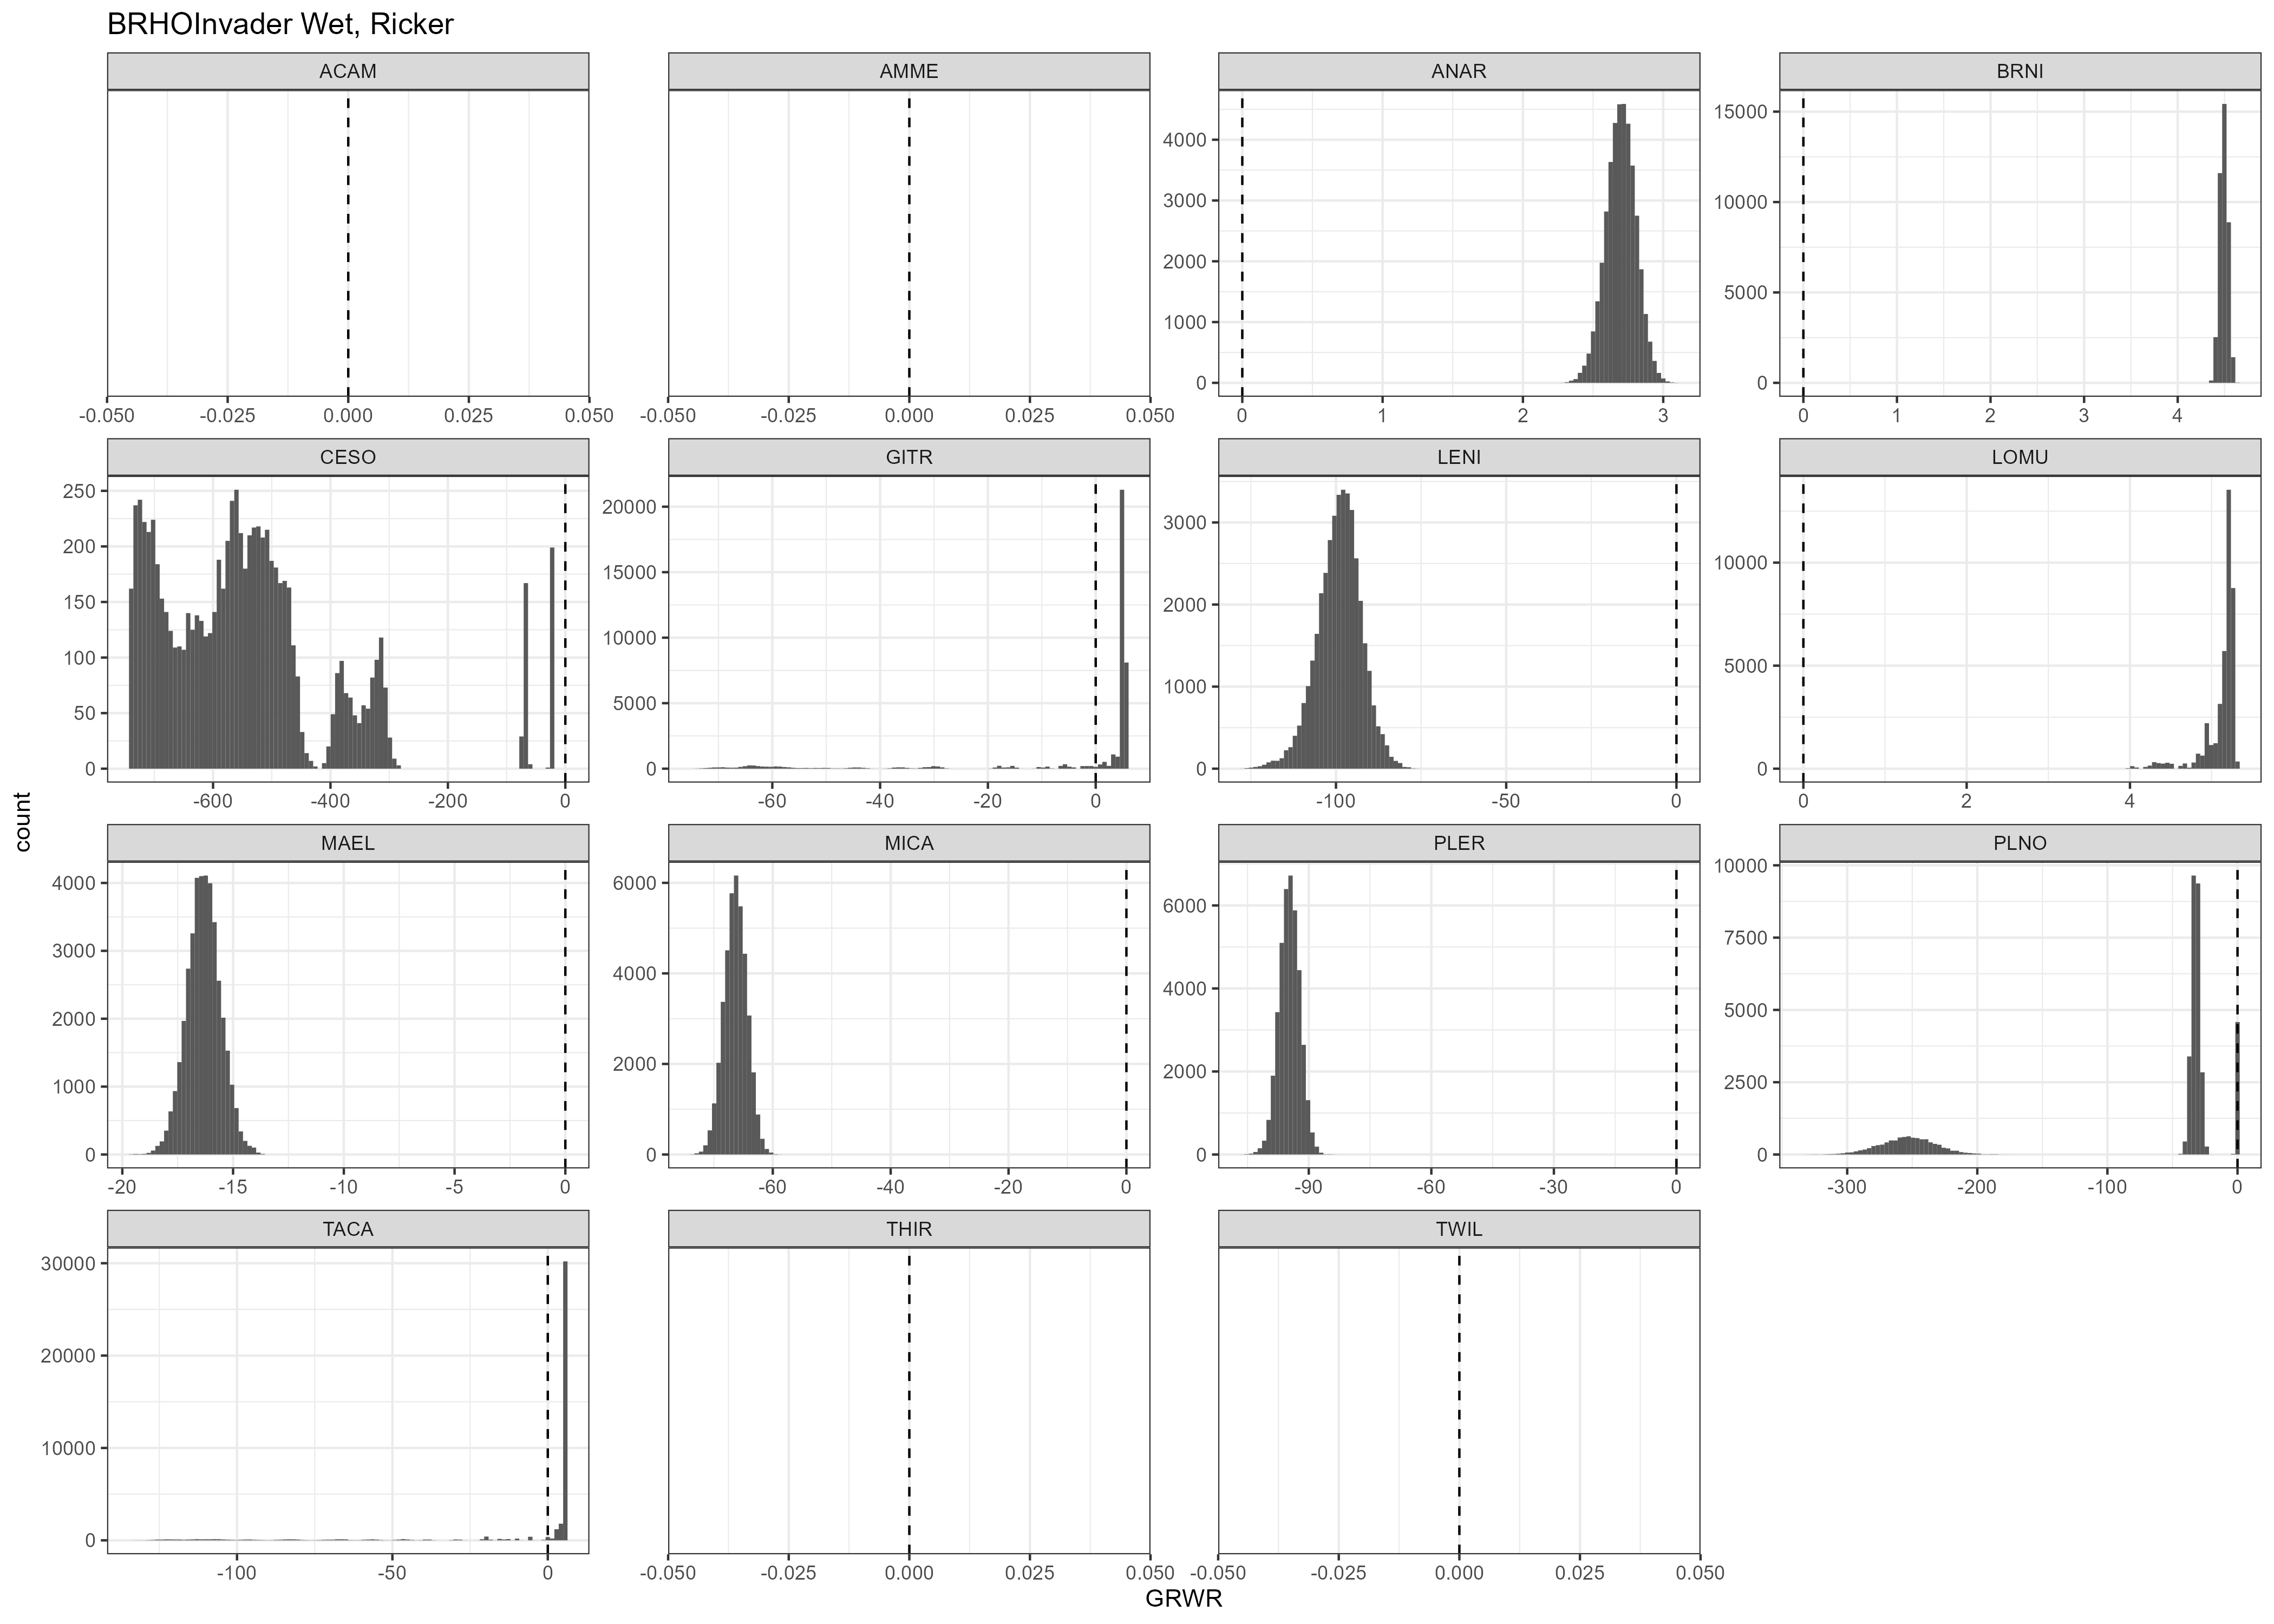 BRHOInvader Wet, Ricker
ACAM AMME ANAR BRNI
4000 3000 2000 1000 0
15000 10000 5000 0
-0.050 -0.025 0.000 0.025 0.050 -0.050 -0.025 0.000 0.025 0.050 0 1 2 3 0 1 2 3 4
CESO GITR LENI LOMU
250 200 150 100 50 0
20000 15000 10000 5000 0
3000 2000 1000 0
10000 5000 0
-600 -400 -200 0 -60 -40 -20 0 -100 -50 0 0 2 4
count
MAEL MICA PLER PLNO
4000 3000 2000 1000 0
6000 4000 2000 0
6000 4000 2000 0
10000 7500 5000 2500 0
-20 -15 -10 -5 0 -60 -40 -20 0 -90 -60 -30 0 -300 -200 -100 0
TACA THIR TWIL
30000 20000 10000 0
-100 -50 0 -0.050 -0.025 0.000 0.025 0.050 -0.050 -0.025 0.000 0.025 0.050
GRWR